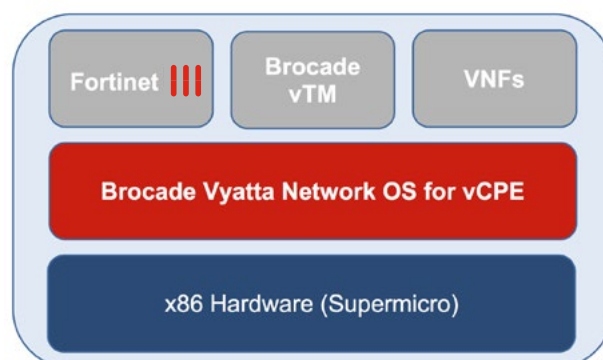 Fortinet
Brocade
vTM
VNFs
Brocade Vyatta Network OS for vCPE
x86 Hardware (Supermicro)